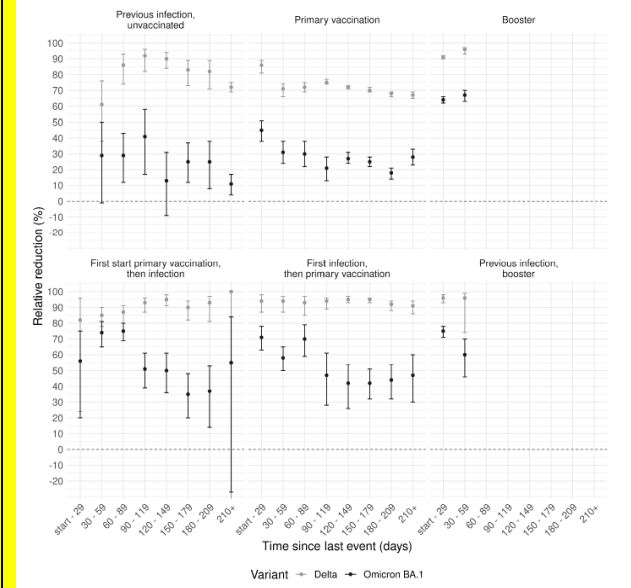 Previous infection,
unvaccinated
Primary vaccination
Booster
100
90
80
70
60
50
40
30
20
10
0
-10
-20
Relative reduction (%)
First start primary vaccination,
then infection
First infection,
then primary vaccination
Previous infection,
booster
100
90
80
70
60
50
40
30
20
10
0
-10
-20
start - 29
30 - 59
60 - 89
90 - 119
120 - 149
150 - 179
180 - 209
210+
start - 29
30 - 59
60 - 89
90 - 119
120 - 149
150 - 179
180 - 209
210+
start - 29
30 - 59
60 - 89
90 - 119
120 - 149
150 - 179
180 - 209
210+
Time since last event (days)
Variant Delta Omicron BA.1